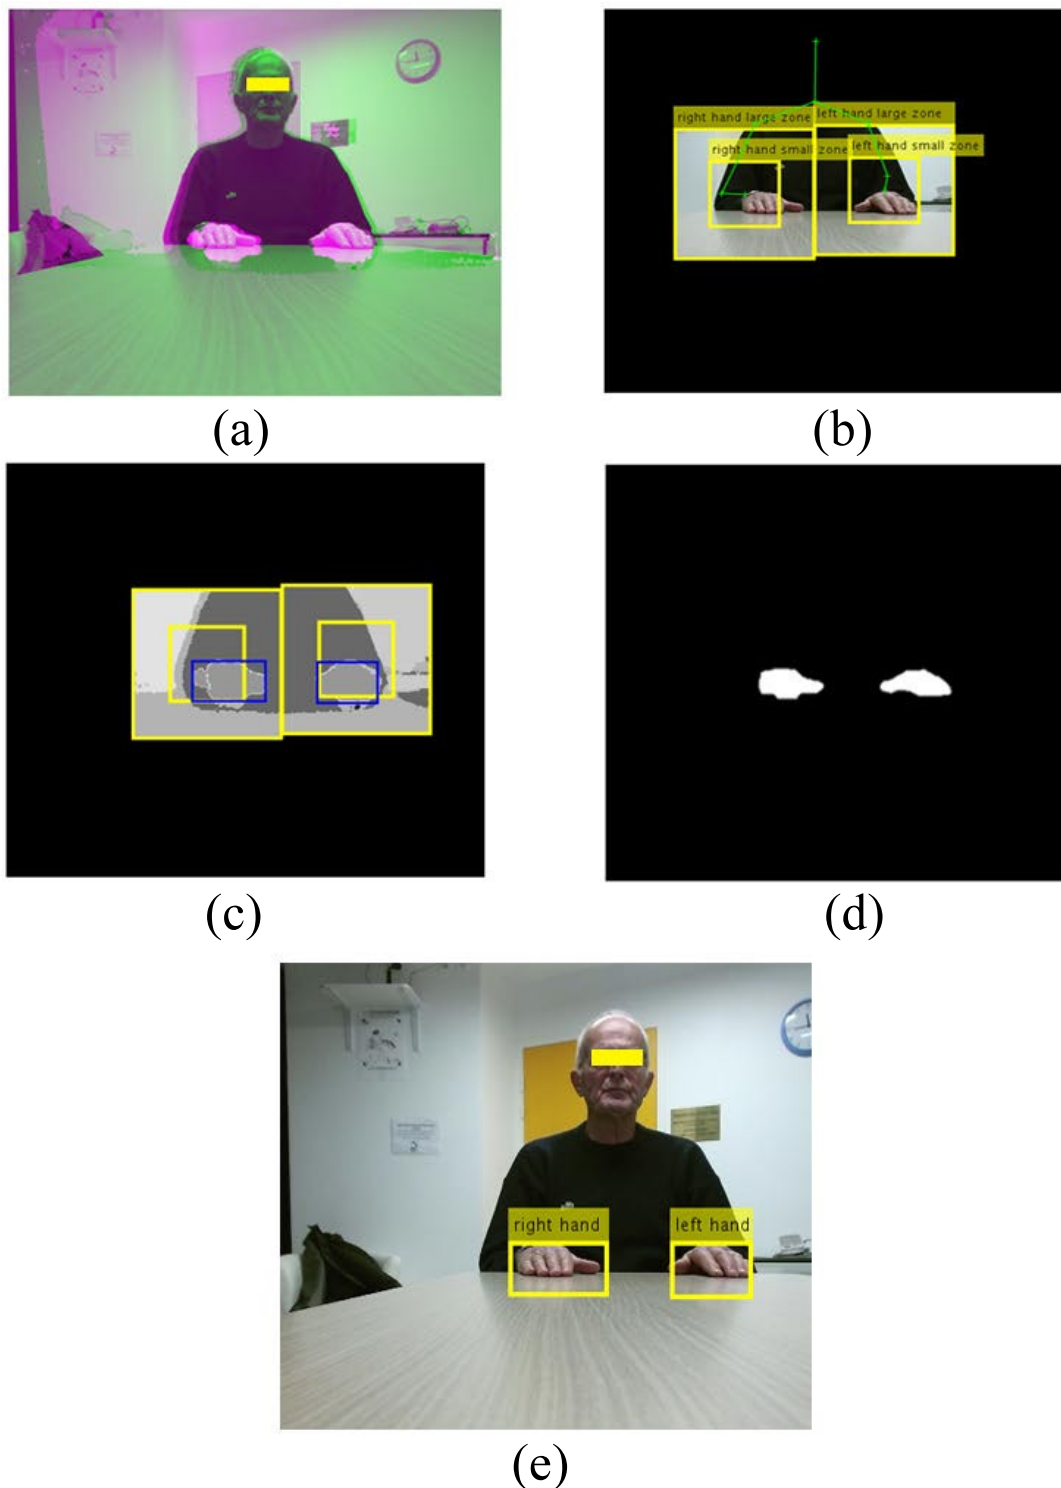 (a)
right hand large zone
left hand large zone
right hand small zone
left hand small zone
(b)
(c)
(d)
right hand
left hand
(e)